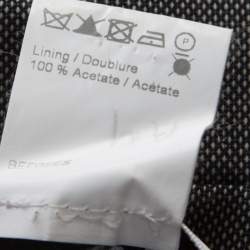 P
Lining / Doublure
100 % Acetate / Acétate